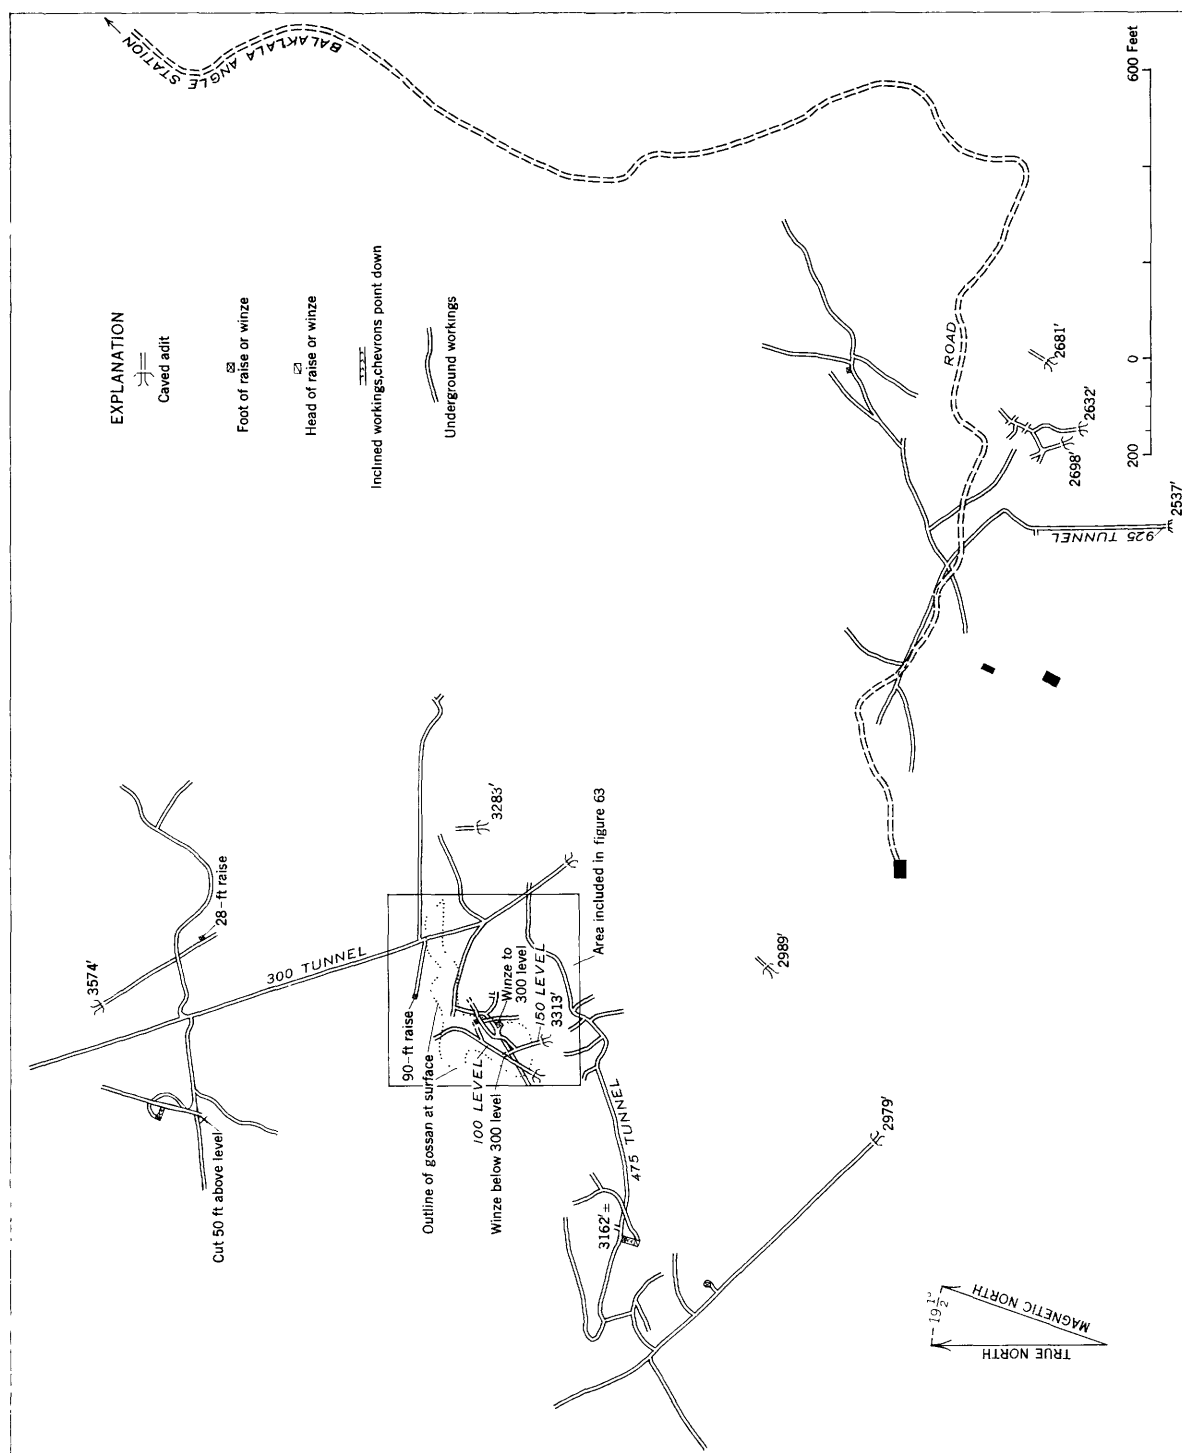 BALAKLALA ANGLE STATION
EXPLANATION
Caved adit
Foot of raise or winze
Head of raise or winze
Inclined workings, chevrons point down
Underground workings
3574'
28-ft raise
300 TUNNEL
Cut 50 ft above level
90-ft raise
Outline of gossan at surface
100 LEVEL
Winze below 300 level
Winze to
300 level
150 LEVEL
3313'
3283'
Area included in figure 63
475 TUNNEL
3162'±
2979'
2989'
ROAD
2681'
2632'
2698'
925 TUNNEL
2537'
200 0 600 Feet
TRUE NORTH
MAGNETIC NORTH
19 1/2°